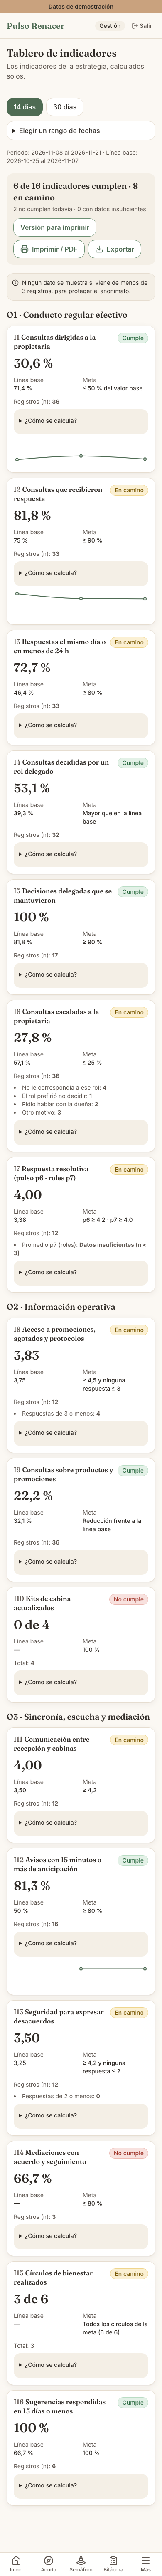 Datos de demostración
Pulso Renacer
Gestión
Salir
Tablero de indicadores
Los indicadores de la estrategia, calculados
solos.
14 días
30 días
Elegir un rango de fechas
Periodo: 2026-11-08 al 2026-11-21 · Línea base:
2026-10-25 al 2026-11-07
6 de 16 indicadores cumplen · 8
en camino
2 no cumplen todavía · 0 con datos insuficientes
Versión para imprimir
Imprimir / PDF
Exportar
Ningún dato se muestra si viene de menos de
3 registros, para proteger el anonimato.
O1 · Conducto regular efectivo
I1 Consultas dirigidas a la
propietaria
Cumple
30,6 %
Línea base
Meta
71,4 %
≤ 50 % del valor base
Registros (n): 36
¿Cómo se calcula?
I2 Consultas que recibieron
respuesta
En camino
81,8 %
Línea base
Meta
75 %
≥ 90 %
Registros (n): 33
¿Cómo se calcula?
I3 Respuestas el mismo día o
en menos de 24 h
En camino
72,7 %
Línea base
Meta
46,4 %
≥ 80 %
Registros (n): 33
¿Cómo se calcula?
I4 Consultas decididas por un
rol delegado
Cumple
53,1 %
Línea base
Meta
39,3 %
Mayor que en la línea
base
Registros (n): 32
¿Cómo se calcula?
I5 Decisiones delegadas que se
mantuvieron
Cumple
100 %
Línea base
Meta
81,8 %
≥ 90 %
Registros (n): 17
¿Cómo se calcula?
I6 Consultas escaladas a la
propietaria
En camino
27,8 %
Línea base
Meta
57,1 %
≤ 25 %
Registros (n): 36
No le correspondía a ese rol: 4
El rol prefirió no decidir: 1
Pidió hablar con la dueña: 2
Otro motivo: 3
¿Cómo se calcula?
I7 Respuesta resolutiva
(pulso p6 · roles p7)
En camino
4,00
Línea base
Meta
3,38
p6 ≥ 4,2 · p7 ≥ 4,0
Registros (n): 12
Promedio p7 (roles): Datos insuficientes (n <
3)
¿Cómo se calcula?
O2 · Información operativa
I8 Acceso a promociones,
agotados y protocolos
En camino
3,83
Línea base
Meta
3,75
≥ 4,5 y ninguna
respuesta ≤ 3
Registros (n): 12
Respuestas de 3 o menos: 4
¿Cómo se calcula?
I9 Consultas sobre productos y
promociones
Cumple
22,2 %
Línea base
Meta
32,1 %
Reducción frente a la
línea base
Registros (n): 36
¿Cómo se calcula?
I10 Kits de cabina
actualizados
No cumple
0 de 4
Línea base
Meta
—
100 %
Total: 4
¿Cómo se calcula?
O3 · Sincronía, escucha y mediación
I11 Comunicación entre
recepción y cabinas
En camino
4,00
Línea base
Meta
3,50
≥ 4,2
Registros (n): 12
¿Cómo se calcula?
I12 Avisos con 15 minutos o
más de anticipación
Cumple
81,3 %
Línea base
Meta
50 %
≥ 80 %
Registros (n): 16
¿Cómo se calcula?
I13 Seguridad para expresar
desacuerdos
En camino
3,50
Línea base
Meta
3,25
≥ 4,2 y ninguna
respuesta ≤ 2
Registros (n): 12
Respuestas de 2 o menos: 0
¿Cómo se calcula?
I14 Mediaciones con
acuerdo y seguimiento
No cumple
66,7 %
Línea base
Meta
—
≥ 80 %
Registros (n): 3
¿Cómo se calcula?
I15 Círculos de bienestar
realizados
En camino
3 de 6
Línea base
Meta
—
Todos los círculos de la
meta (6 de 6)
Total: 3
¿Cómo se calcula?
I16 Sugerencias respondidas
en 15 días o menos
Cumple
100 %
Línea base
Meta
66,7 %
100 %
Registros (n): 6
¿Cómo se calcula?
Inicio
Acudo
Semáforo
Bitácora
Más